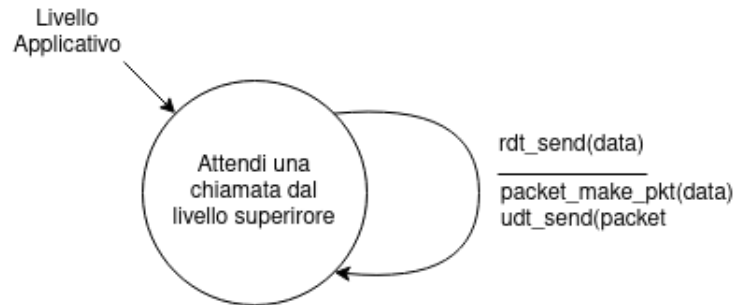 Livello
Applicativo
Attendi una
chiamata dal
livello superirore
rdt_send(data)
packet_make_pkt(data)
udt_send(packet